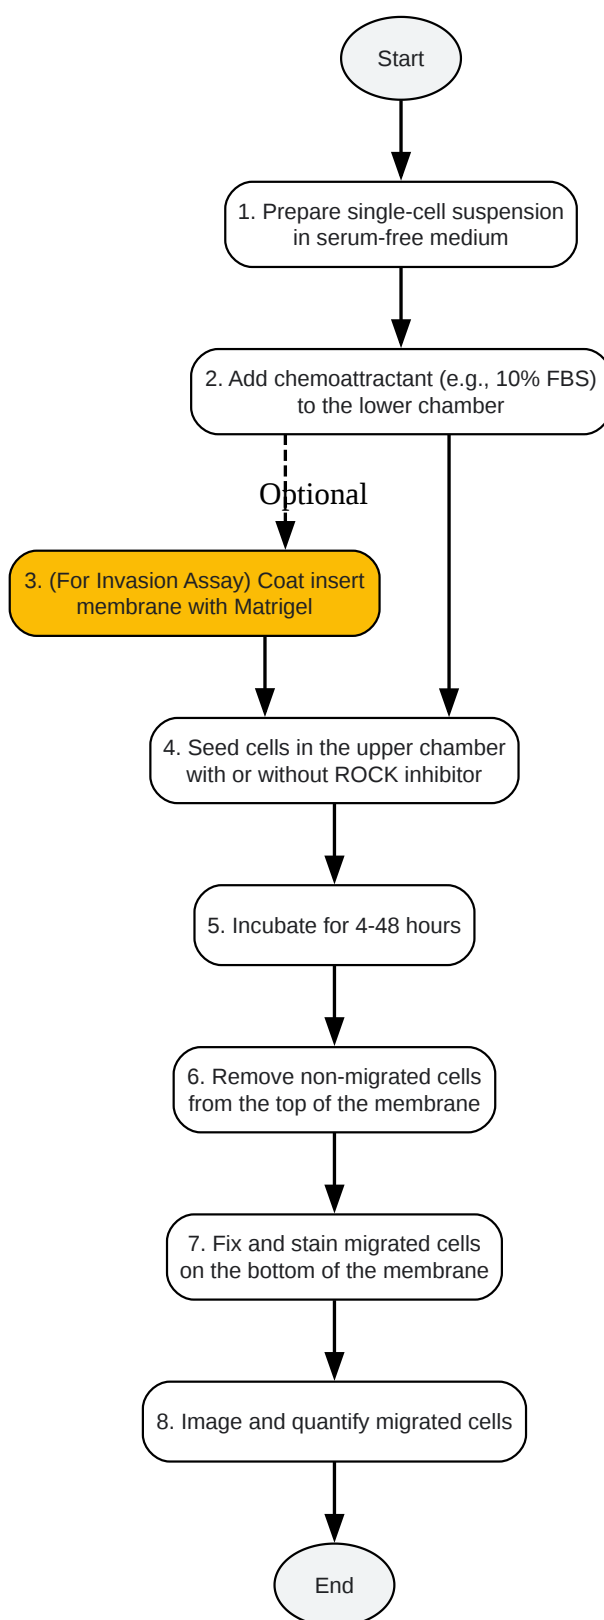 Start
1. Prepare single-cell suspension
in serum-free medium
2. Add chemoattractant (e.g., 10% FBS)
to the lower chamber
Optional
3. (For Invasion Assay) Coat insert
membrane with Matrigel
4. Seed cells in the upper chamber
with or without ROCK inhibitor
5. Incubate for 4-48 hours
6. Remove non-migrated cells
from the top of the membrane
7. Fix and stain migrated cells
on the bottom of the membrane
8. Image and quantify migrated cells
End